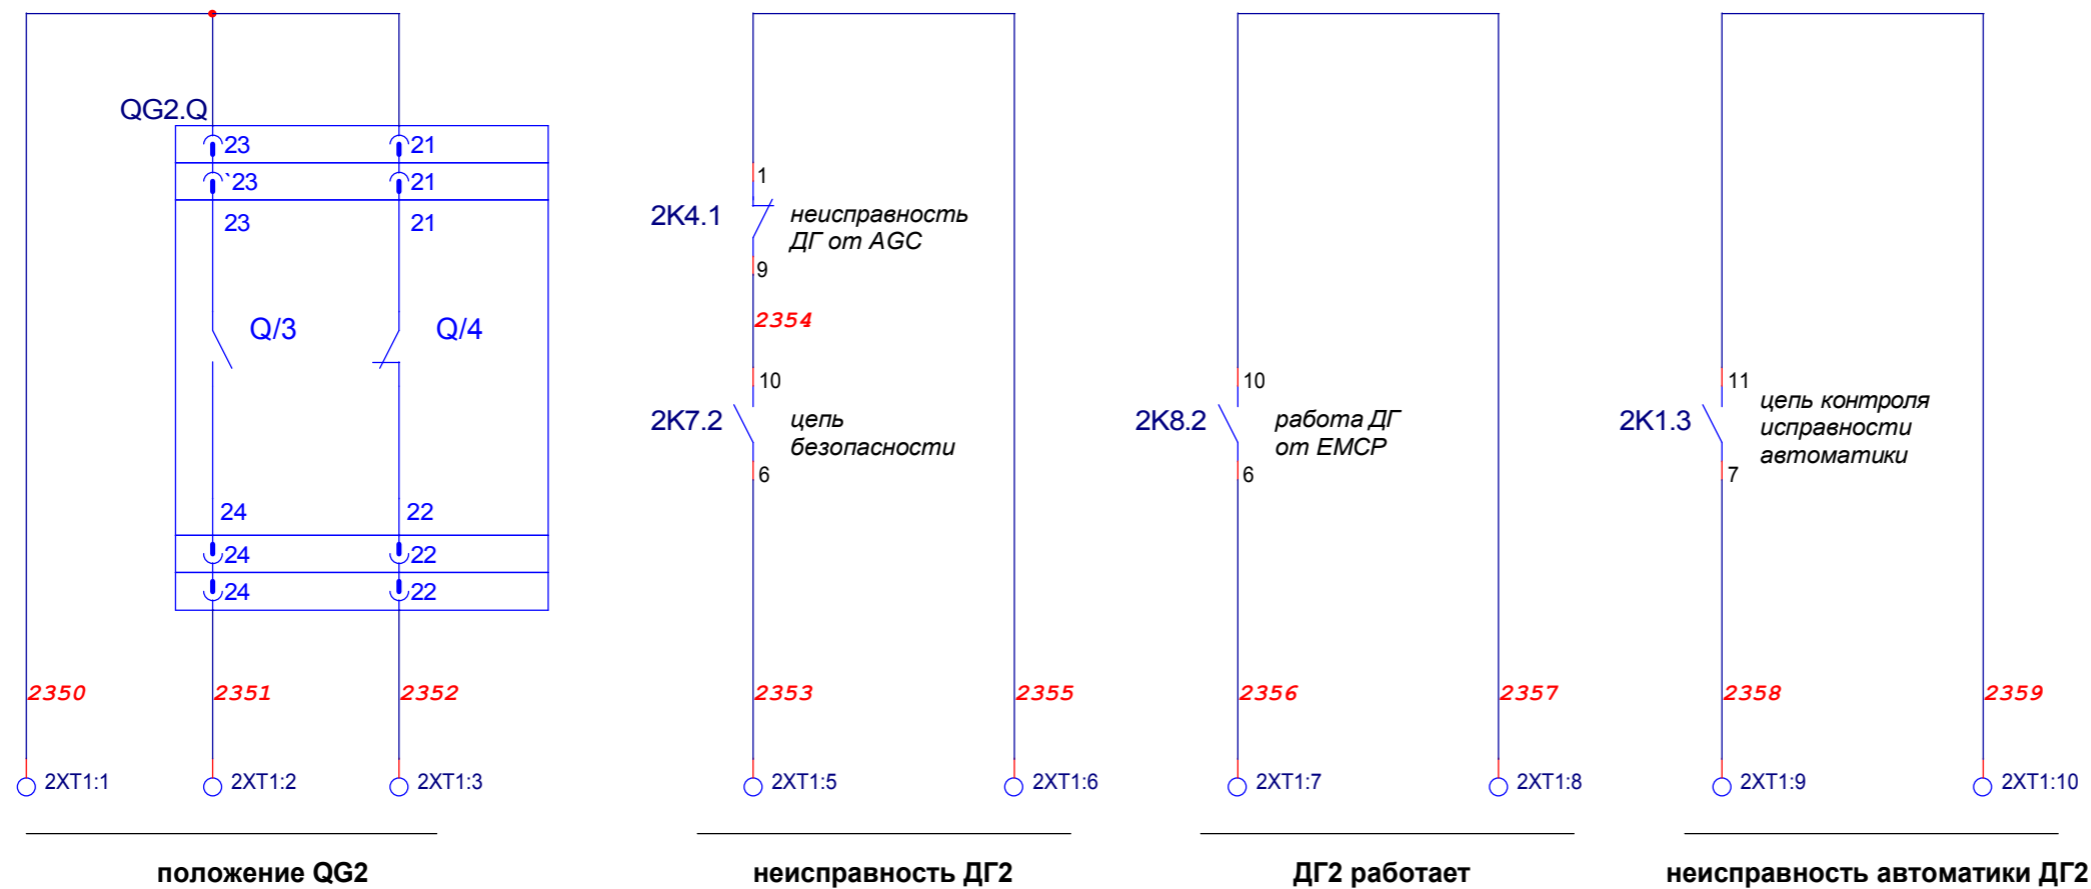 QG2.Q
23 21
`23 21
23 21
Q/3 Q/4
24 22
24 22
24 22
2350 2351 2352
2XT1:1 2XT1:2 2XT1:3
положение QG2
1
2K4.1 неисправность
ДГ от AGC
9
2354
10
2K7.2 цепь
безопасности
6
2353 2355
2XT1:5 2XT1:6
неисправность ДГ2
10
2K8.2 работа ДГ
от EMCP
6
2356 2357
2XT1:7 2XT1:8
ДГ2 работает
11
2K1.3 цепь контроля
исправности
автоматики
7
2358 2359
2XT1:9 2XT1:10
неисправность автоматики ДГ2